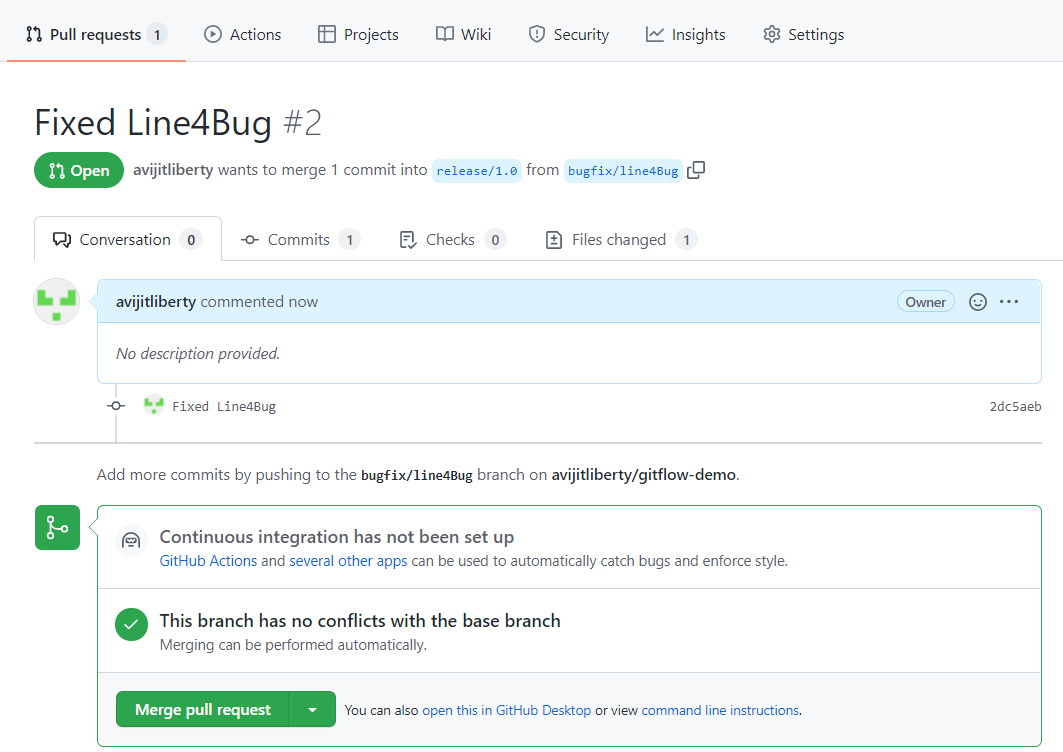 Pull requests 1 Actions Projects Wiki Security Insights Settings
Fixed Line4Bug #2
Open avijitliberty wants to merge 1 commit into release/1.0 from bugfix/line4Bug
Conversation 0 Commits 1 Checks 0 Files changed 1
avijitliberty commented now Owner
No description provided.
Fixed Line4Bug 2dc5aeb
Add more commits by pushing to the bugfix/line4Bug branch on avijitliberty/gitflow-demo.
Continuous integration has not been set up
GitHub Actions and several other apps can be used to automatically catch bugs and enforce style.
This branch has no conflicts with the base branch
Merging can be performed automatically.
Merge pull request You can also open this in GitHub Desktop or view command line instructions.